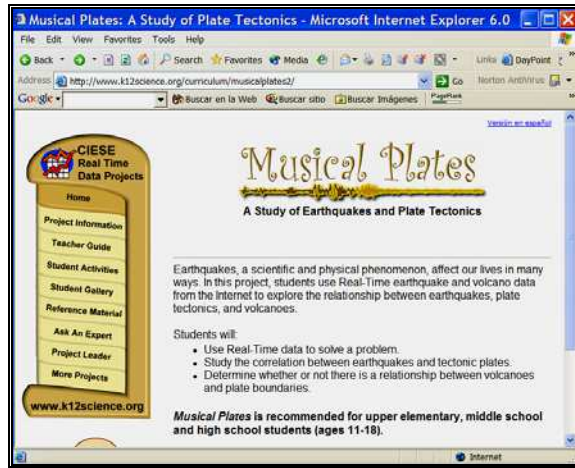 Musical Plates: A Study of Plate Tectonics - Microsoft Internet Explorer 6.0
File Edit View Favorites Tools Help
Back Search Favorites Media Links DayPoint
Address http://www.k12science.org/curriculum/musicalplates2/ Go Norton AntiVirus
Google Buscar en la Web Buscar sitio Buscar Imágenes PageRank
Versión en español
CIESE
Real Time
Data Projects
Home
Project Information
Teacher Guide
Student Activities
Student Gallery
Reference Material
Ask An Expert
Project Leader
More Projects
www.k12science.org
Musical Plates
A Study of Earthquakes and Plate Tectonics
Earthquakes, a scientific and physical phenomenon, affect our lives in many
ways. In this project, students use Real-Time earthquake and volcano data
from the Internet to explore the relationship between earthquakes, plate
tectonics, and volcanoes.
Students will:
• Use Real-Time data to solve a problem.
• Study the correlation between earthquakes and tectonic plates.
• Determine whether or not there is a relationship between volcanoes
and plate boundaries.
Musical Plates is recommended for upper elementary, middle school
and high school students (ages 11-18).
Internet